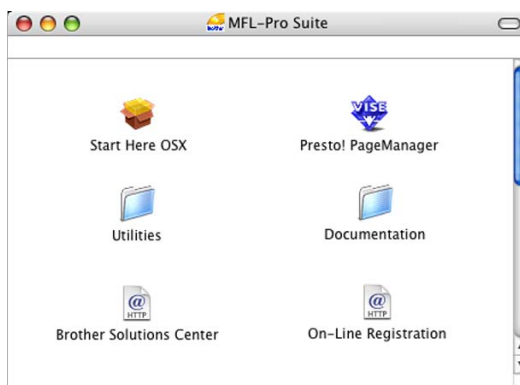 MFL-Pro Suite
Start Here OSX
VISE
Presto! PageManager
Utilities
Documentation
@
HTTP
@
HTTP
Brother Solutions Center
On-Line Registration